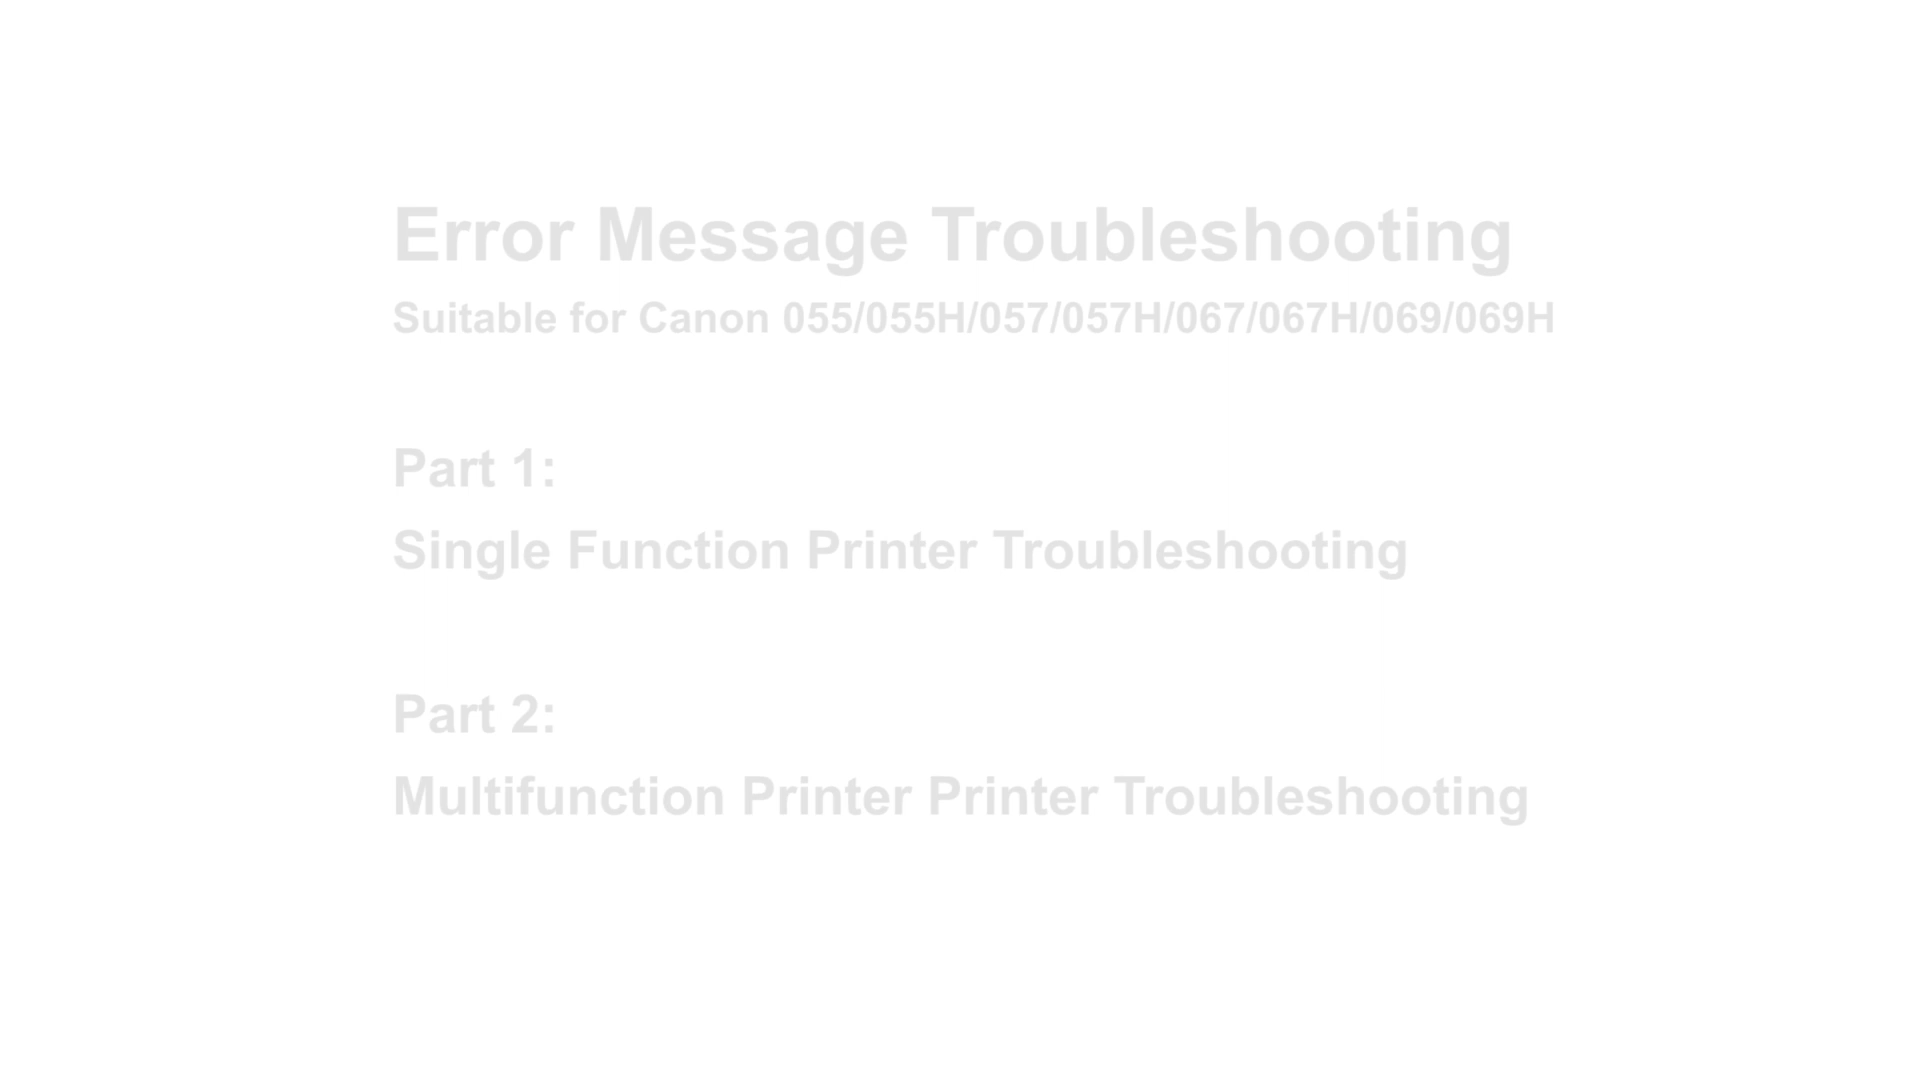 Error Message Troubleshooting
Suitable for Canon 055/055H/057/057H/067/067H/069/069H
Part 1:
Single Function Printer Troubleshooting
Part 2:
Multifunction Printer Printer Troubleshooting